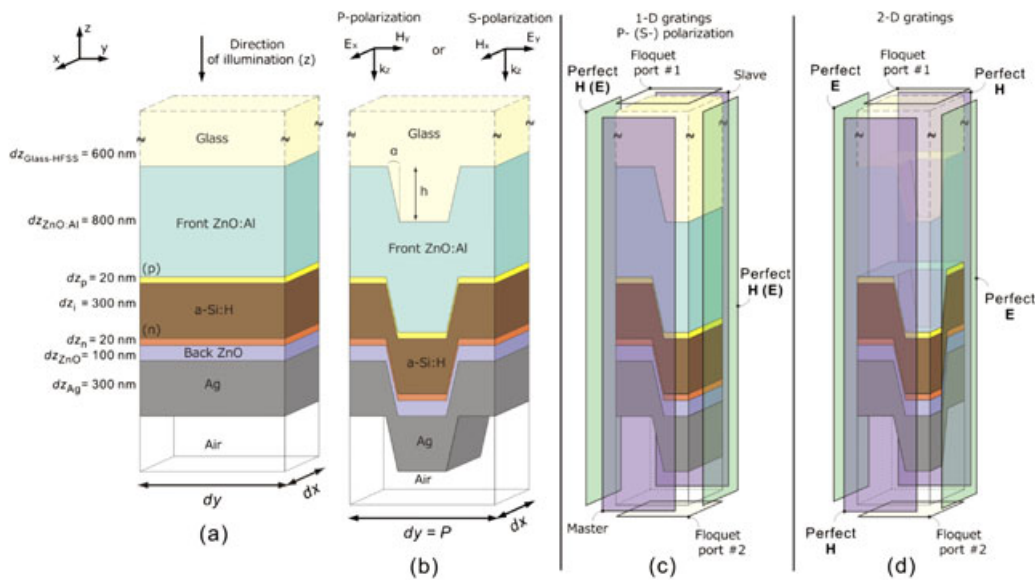 z
y
x
Direction
of illumination (z)
P-polarization
or
S-polarization
Ex
Hy
kz
Hx
Ey
kz
1-D gratings
P- (S-) polarization
2-D gratings
Glass
dzGlass-HFSS = 600 nm
Front ZnO:Al
dzZnO:Al = 800 nm
(p)
dzp = 20 nm
dzi = 300 nm
a-Si:H
(n)
dzn = 20 nm
dzZnO = 100 nm
Back ZnO
dzAg = 300 nm
Ag
Air
dy
dx
(a)
Glass
α
h
Front ZnO:Al
a-Si:H
Ag
Air
dy = P
dx
(b)
Floquet
port #1
Perfect
H (E)
Slave
~
Perfect
H (E)
Master
Floquet
port #2
(c)
Floquet
port #1
Perfect
E
Perfect
H
~
Perfect
E
Perfect
H
Floquet
port #2
(d)